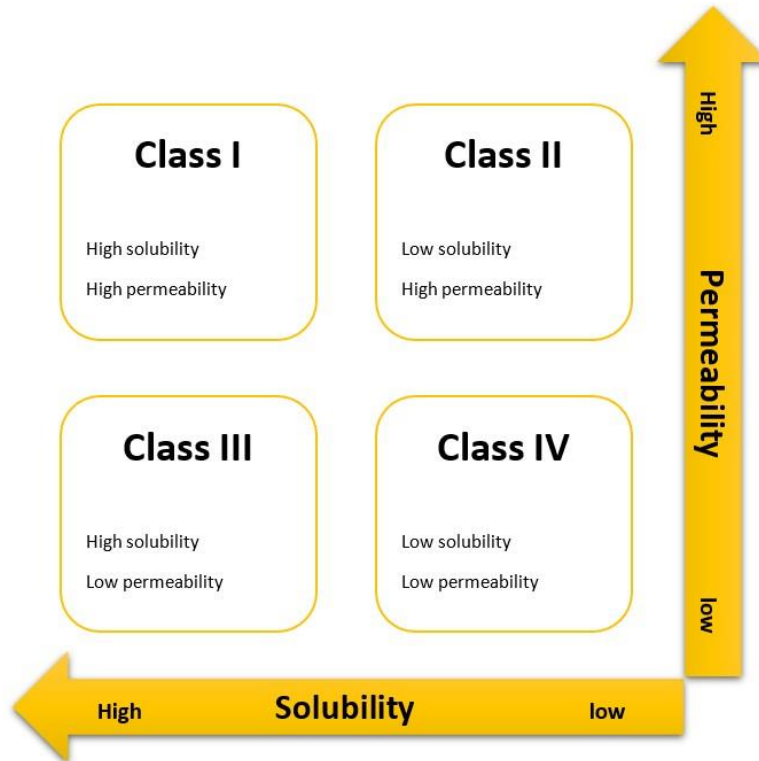 Class I
High solubility
High permeability
Class II
Low solubility
High permeability
Class III
High solubility
Low permeability
Class IV
Low solubility
Low permeability
High
Permeability
low
High
Solubility
low